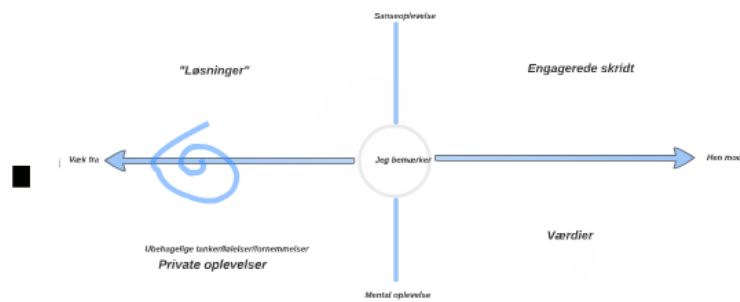 Sanseoplevelse
"Løsninger"
Engagerede skridt
Væk fra
Jeg bemærker
Hen mod
Værdier
Ubehagelige tanker/følelser/fornemmelser
Private oplevelser
Mental oplevelse